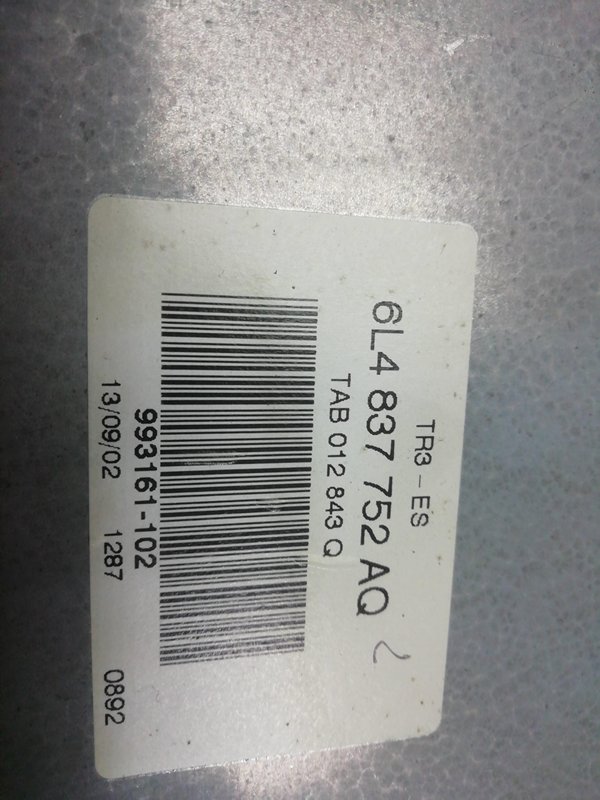 TR3 - ES
6L4 837 752 AQ
TAB 012 843 Q
993161-102
13/09/02 1287 0892